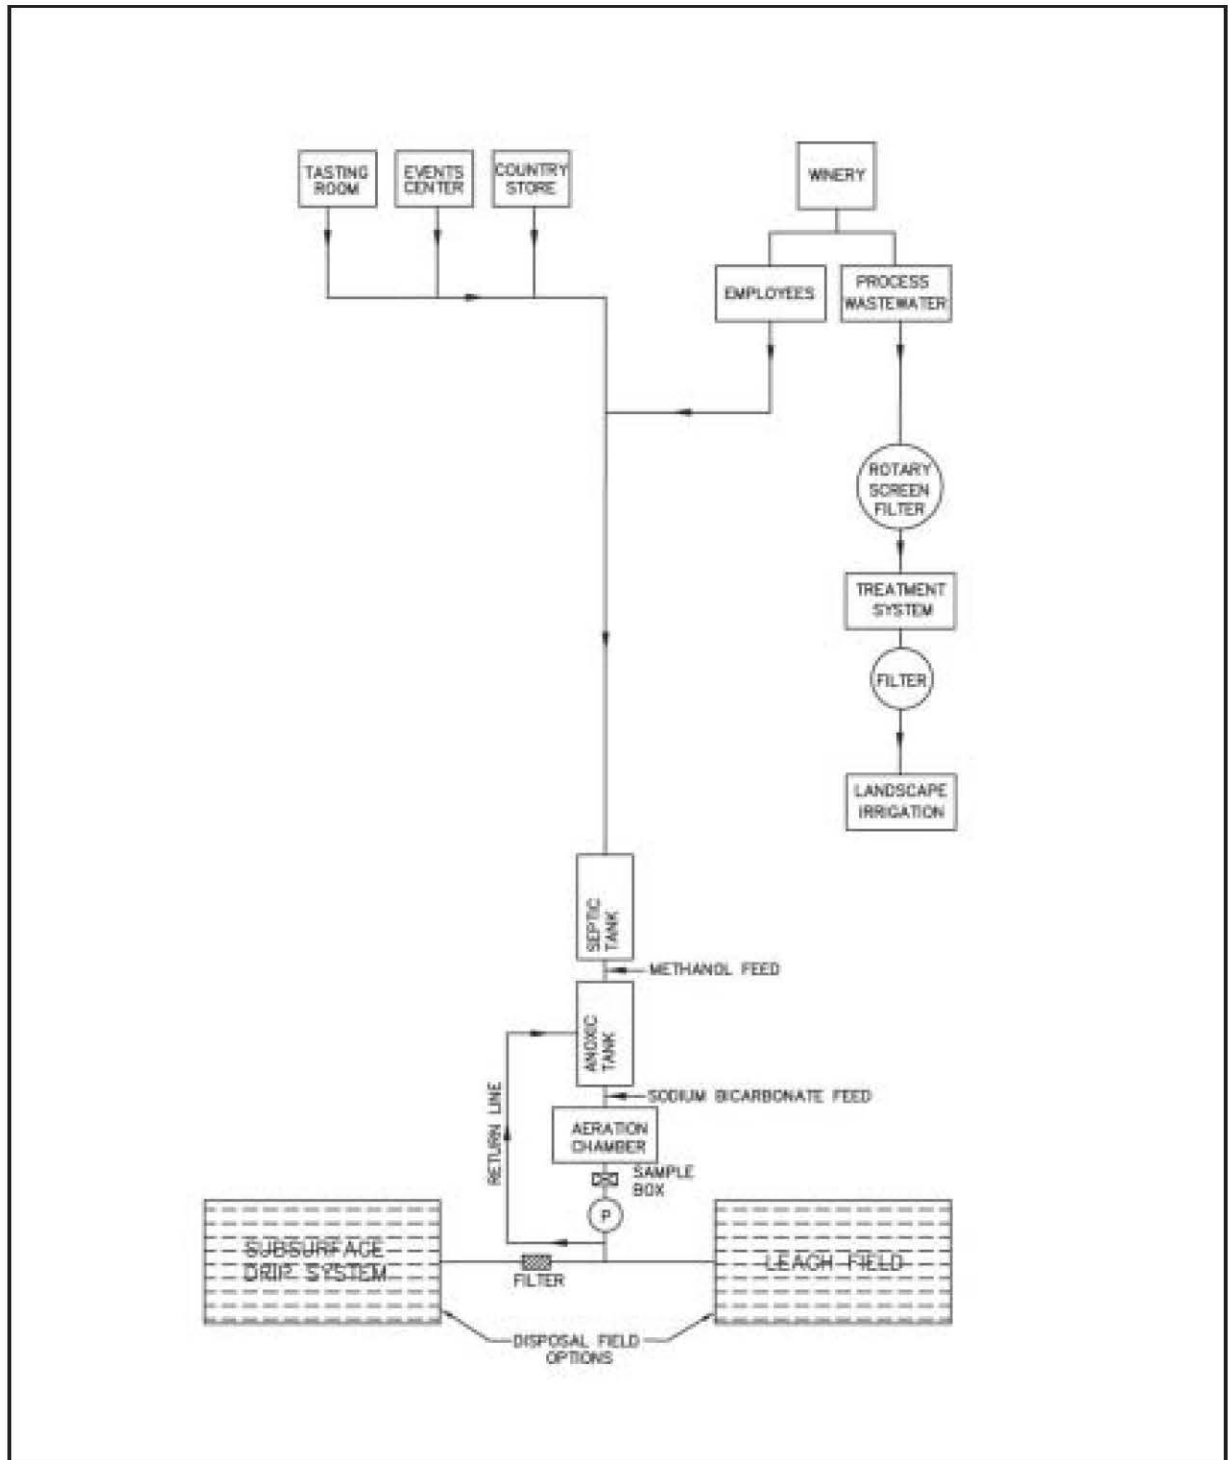 TASTING
ROOM
EVENTS
CENTER
COUNTRY
STORE
WINERY
EMPLOYEES
PROCESS
WASTEWATER
ROTARY
SCREEN
FILTER
TREATMENT
SYSTEM
FILTER
LANDSCAPE
IRRIGATION
SEPTIC
TANK
METHANOL FEED
ANOXIC
TANK
SODIUM BICARBONATE FEED
RETURN LINE
AERATION
CHAMBER
SAMPLE
BOX
P
SUBSURFACE
DRIP SYSTEM
FILTER
LEACH FIELD
DISPOSAL FIELD
OPTIONS